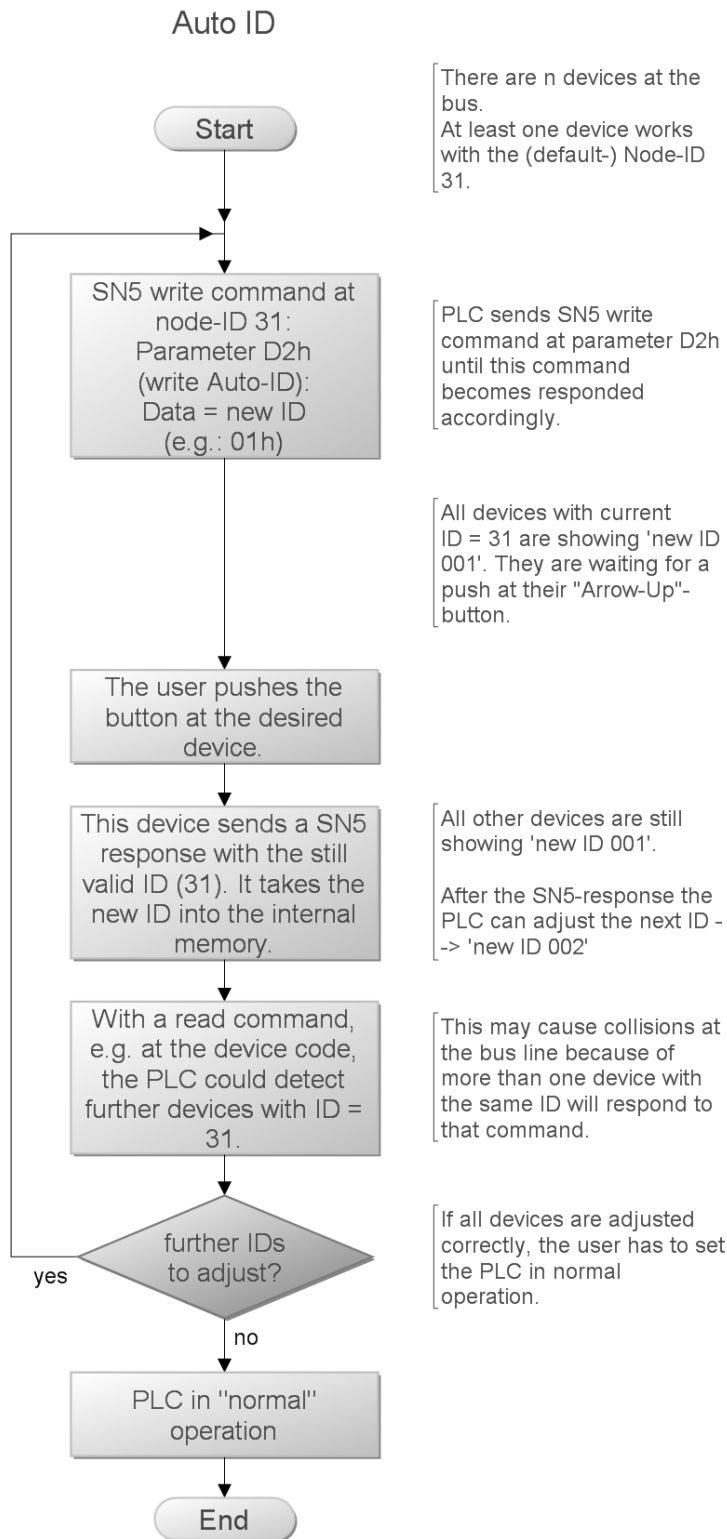 Auto ID
Start
There are n devices at the
bus.
At least one device works
with the (default-) Node-ID
31.
SN5 write command at
node-ID 31:
Parameter D2h
(write Auto-ID):
Data = new ID
(e.g.: 01h)
PLC sends SN5 write
command at parameter D2h
until this command
becomes responded
accordingly.
All devices with current
ID = 31 are showing 'new ID
001'. They are waiting for a
push at their "Arrow-Up"-
button.
The user pushes the
button at the desired
device.
This device sends a SN5
response with the still
valid ID (31). It takes the
new ID into the internal
memory.
All other devices are still
showing 'new ID 001'.
After the SN5-response the
PLC can adjust the next ID -
-> 'new ID 002'
With a read command,
e.g. at the device code,
the PLC could detect
further devices with ID =
31.
This may cause collisions at
the bus line because of
more than one device with
the same ID will respond to
that command.
further IDs
to adjust?
yes
no
If all devices are adjusted
correctly, the user has to set
the PLC in normal
operation.
PLC in "normal"
operation
End